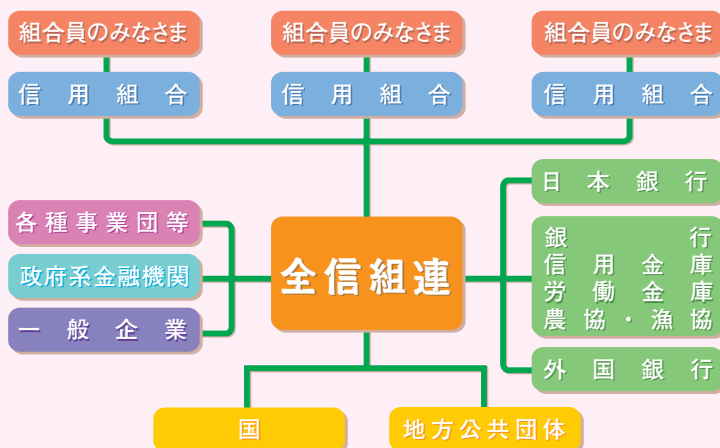 組合員のみなさま
組合員のみなさま
組合員のみなさま
信用組合
信用組合
信用組合
各種事業団等
政府系金融機関
一般企業
全信組連
日本銀行
銀行
信用金庫
労働金庫
農協・漁協
外国銀行
国
地方公共団体